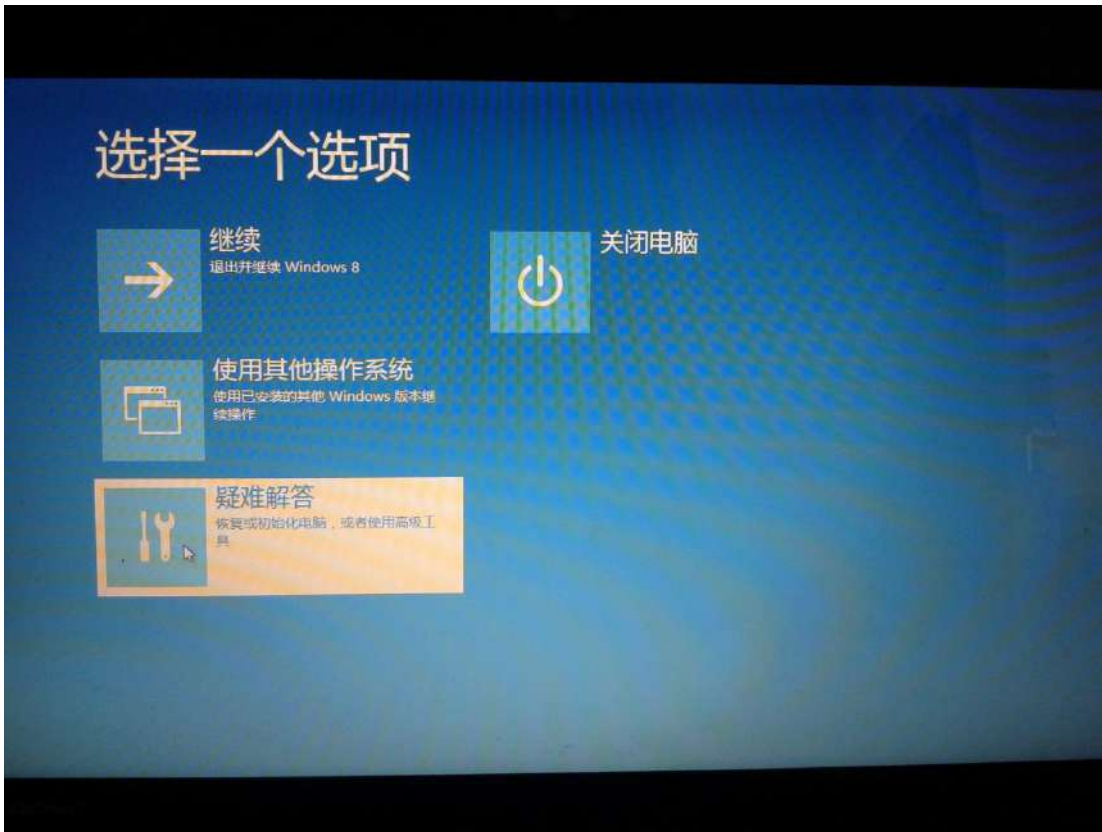 选择一个选项
继续
退出并继续 Windows 8
关闭电脑
使用其他操作系统
使用已安装的其他 Windows 版本继
续操作
疑难解答
恢复或初始化电脑，或者使用高级工
具